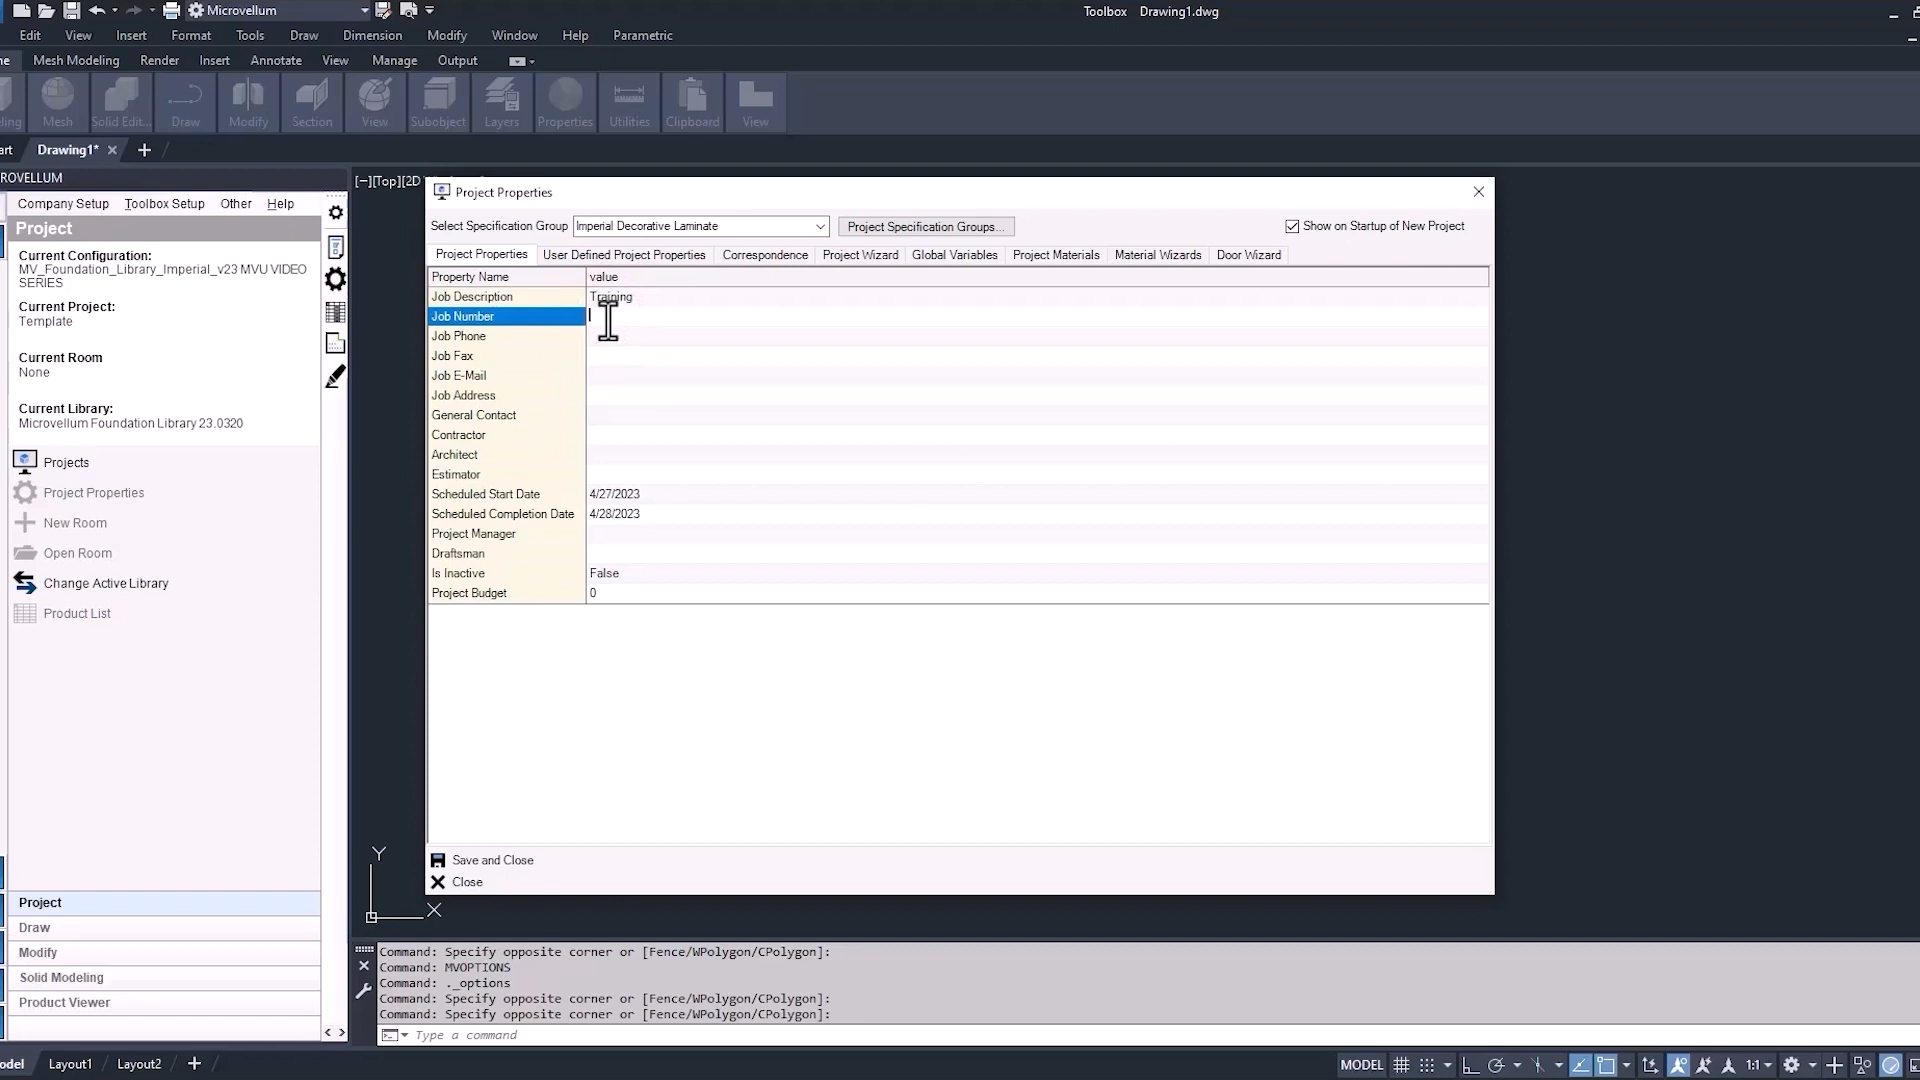 Microvellum
Toolbox Drawing1.dwg
Edit View Insert Format Tools Draw Dimension Modify Window Help Parametric
Mesh Modeling Render Insert Annotate View Manage Output
Mesh Solid Edit... Draw Modify Section View Subobject Layers Properties Utilities Clipboard View
Drawing1*
ROVELLUM
[−][Top][2D
Company Setup Toolbox Setup Other Help
Project
Current Configuration:
MV_Foundation_Library_Imperial_v23 MVU VIDEO
SERIES
Current Project:
Template
Current Room
None
Current Library:
Microvellum Foundation Library 23.0320
Projects
Project Properties
New Room
Open Room
Change Active Library
Product List
Project
Draw
Modify
Solid Modeling
Product Viewer
Project Properties
Select Specification Group Imperial Decorative Laminate Project Specification Groups... Show on Startup of New Project
Project Properties User Defined Project Properties Correspondence Project Wizard Global Variables Project Materials Material Wizards Door Wizard
Property Name value
Job Description Training
Job Number
Job Phone
Job Fax
Job E-Mail
Job Address
General Contact
Contractor
Architect
Estimator
Scheduled Start Date 4/27/2023
Scheduled Completion Date 4/28/2023
Project Manager
Draftsman
Is Inactive False
Project Budget 0
Save and Close
Close
Y
X
Command: Specify opposite corner or [Fence/WPolygon/CPolygon]:
Command: MVOPTIONS
Command: ._options
Command: Specify opposite corner or [Fence/WPolygon/CPolygon]:
Command: Specify opposite corner or [Fence/WPolygon/CPolygon]:
Type a command
odel Layout1 Layout2
MODEL 1:1